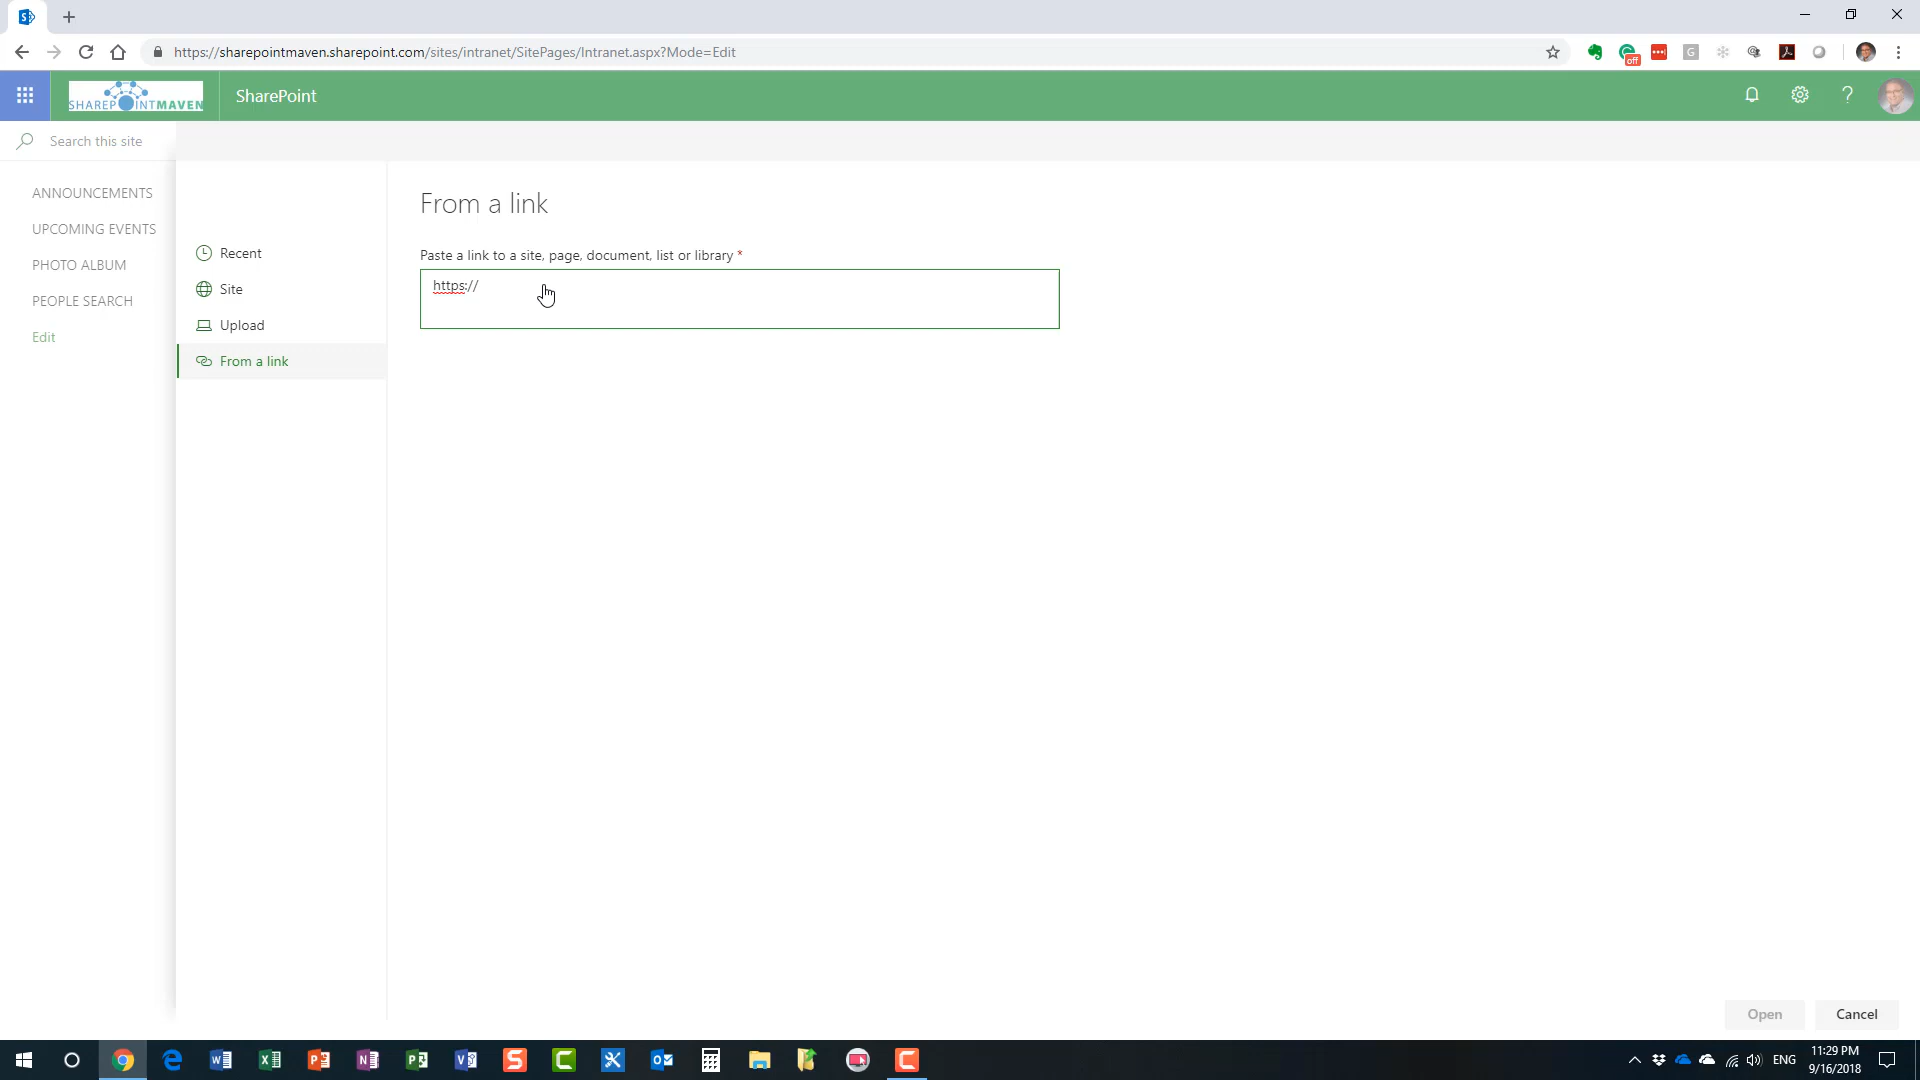 https://sharepointmaven.sharepoint.com/sites/intranet/SitePages/Intranet.aspx?Mode=Edit
off
SHAREPOINTMAVEN
SharePoint
Search this site
ANNOUNCEMENTS
UPCOMING EVENTS
PHOTO ALBUM
PEOPLE SEARCH
Edit
Recent
Site
Upload
From a link
From a link
Paste a link to a site, page, document, list or library *
https://
Open
Cancel
ENG
11:29 PM
9/16/2018